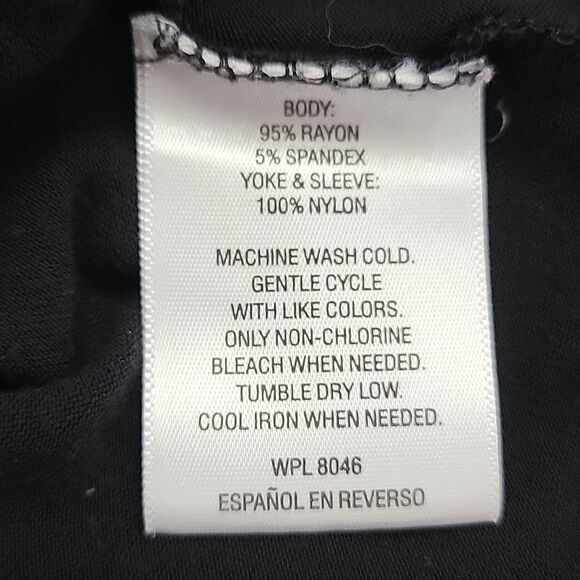 BODY:
95% RAYON
5% SPANDEX
YOKE & SLEEVE:
100% NYLON
MACHINE WASH COLD.
GENTLE CYCLE
WITH LIKE COLORS.
ONLY NON-CHLORINE
BLEACH WHEN NEEDED.
TUMBLE DRY LOW.
COOL IRON WHEN NEEDED.
WPL 8046
ESPAÑOL EN REVERSO